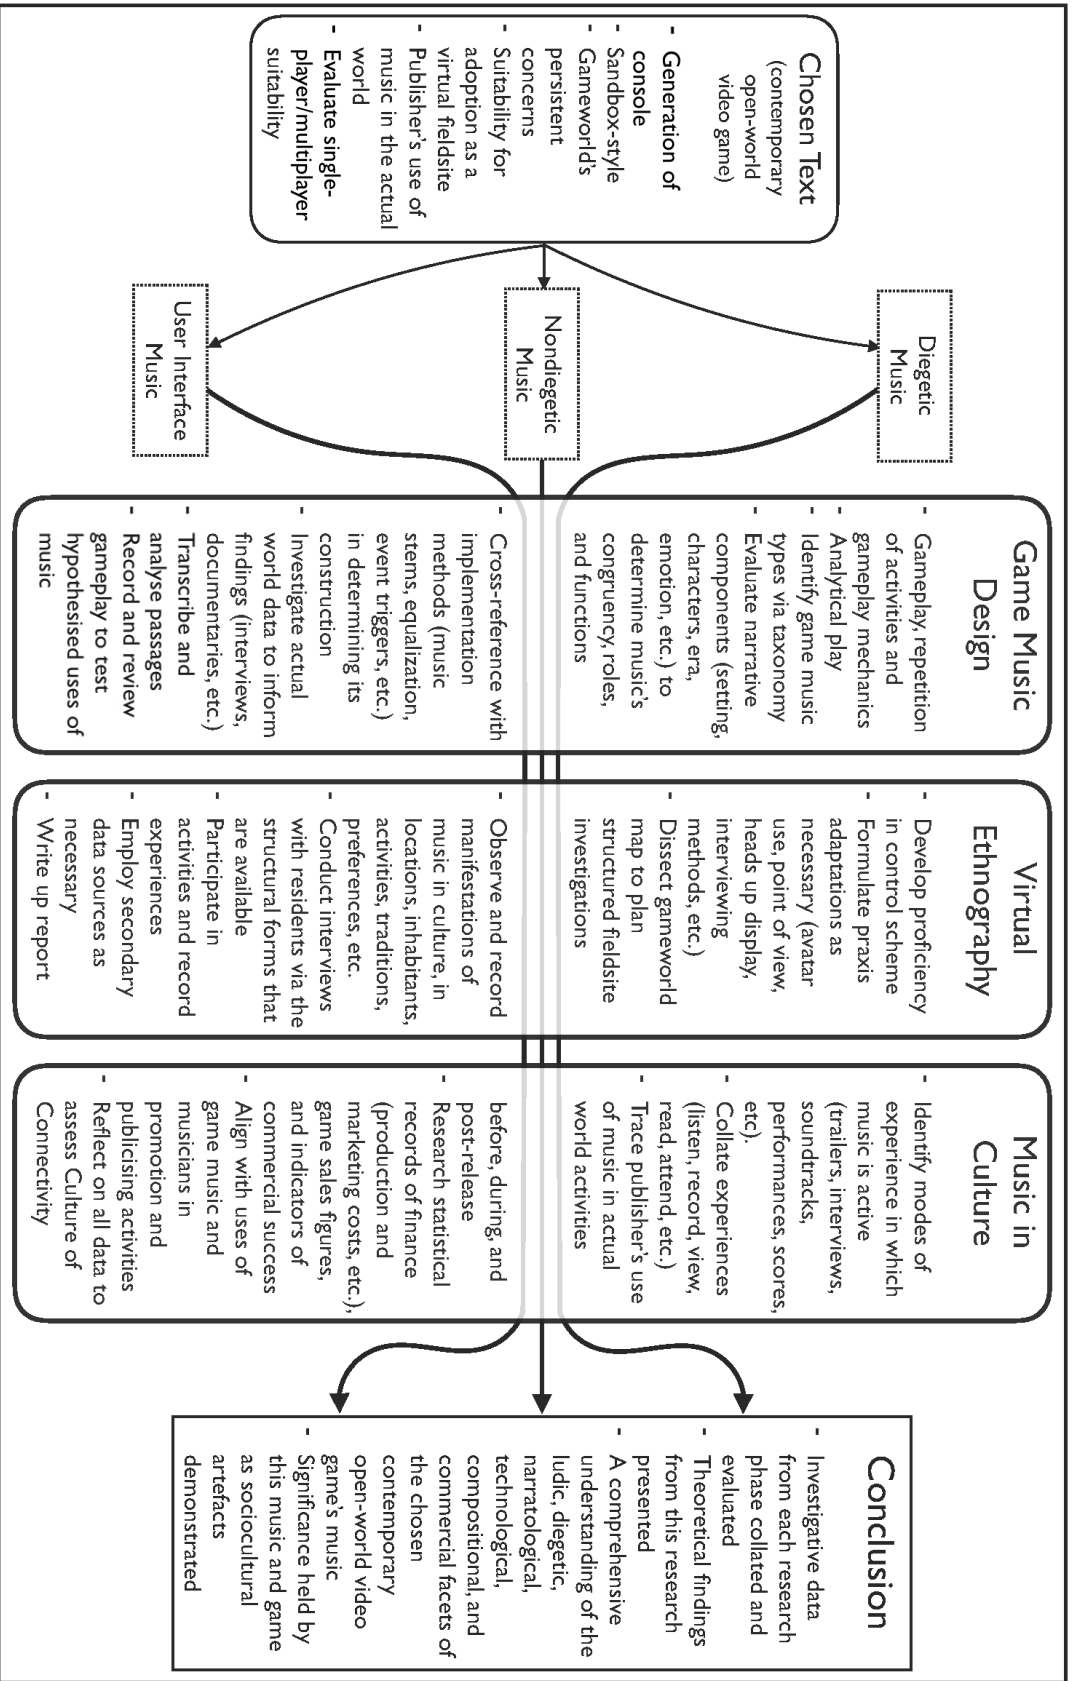 Chosen Text
(contemporary
open-world
video game)
- Generation of
console
- Sandbox-style
- Gameworld's
persistent
concerns
- Suitability for
adoption as a
virtual fieldsite
- Publisher's use of
music in the actual
world
- Evaluate single-
player/multiplayer
suitability
Diegetic
Music
Nondiegetic
Music
User Interface
Music
Game Music
Design
- Gameplay, repetition
of activities and
gameplay mechanics
- Analytical play
- Identify game music
types via taxonomy
- Evaluate narrative
components (setting,
characters, era,
emotion, etc.) to
determine music's
congruency, roles,
and functions
- Cross-reference with
implementation
methods (music
stems, equalization,
event triggers, etc.)
in determining its
construction
- Investigate actual
world data to inform
findings (interviews,
documentaries, etc.)
- Transcribe and
analyse passages
- Record and review
gameplay to test
hypothesised uses of
music
Virtual
Ethnography
- Develop proficiency
in control scheme
- Formulate praxis
adaptations as
necessary (avatar
use, point of view,
heads up display,
interviewing
methods, etc.)
- Dissect gameworld
map to plan
structured fieldsite
investigations
- Observe and record
manifestations of
music in culture, in
locations, inhabitants,
activities, traditions,
preferences, etc.
- Conduct interviews
with residents via the
structural forms that
are available
- Participate in
activities and record
experiences
- Employ secondary
data sources as
necessary
- Write up report
Music in
Culture
- Identify modes of
experience in which
music is active
(trailers, interviews,
soundtracks,
performances, scores,
etc).
- Collate experiences
(listen, record, view,
read, attend, etc.)
- Trace publisher's use
of music in actual
world activities
before, during, and
post-release
- Research statistical
records of finance
(production and
marketing costs, etc.),
game sales figures,
and indicators of
commercial success
- Align with uses of
game music and
musicians in
promotion and
publicising activities
- Reflect on all data to
assess Culture of
Connectivity
Conclusion
- Investigative data
from each research
phase collated and
evaluated
- Theoretical findings
from this research
presented
- A comprehensive
understanding of the
ludic, diegetic,
narratological,
technological,
compositional, and
commercial facets of
the chosen
contemporary
open-world video
game's music
- Significance held by
this music and game
as sociocultural
artefacts
demonstrated